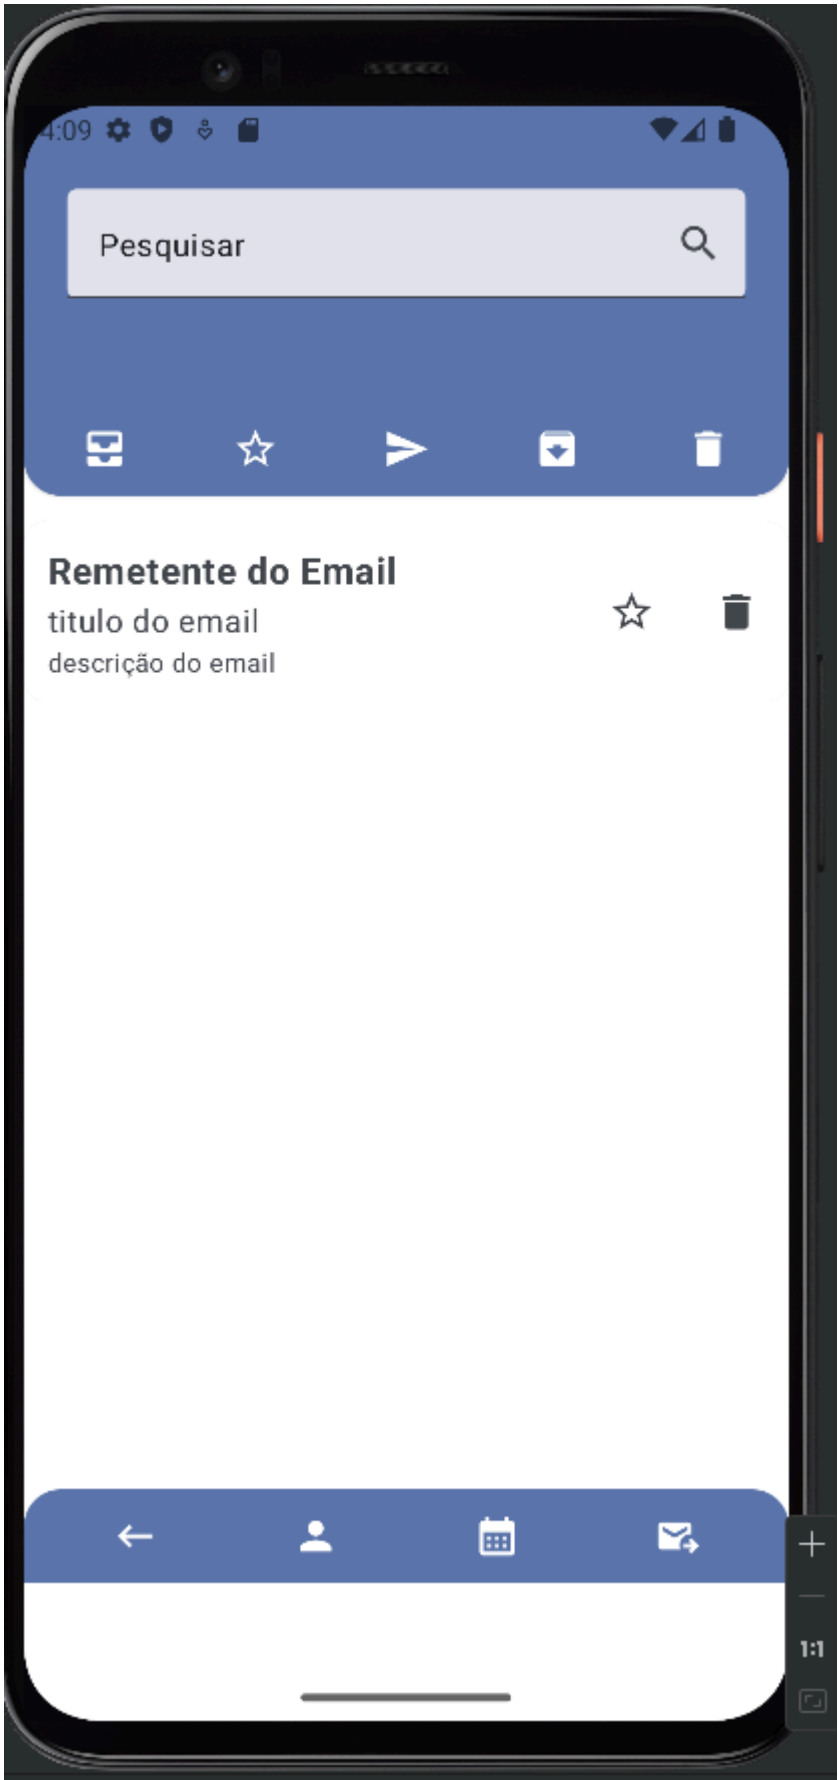 4:09
Pesquisar
Remetente do Email
titulo do email
descrição do email
1:1